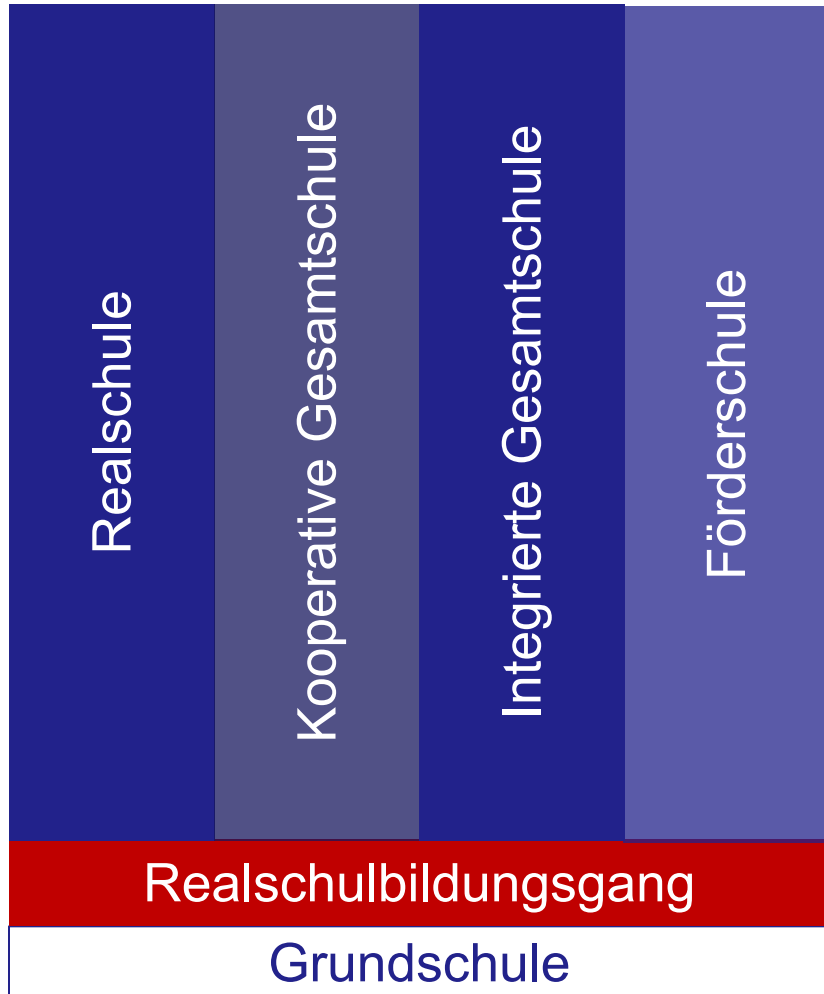 Realschule
Kooperative Gesamtschule
Integrierte Gesamtschule
Förderschule
Realschulbildungsgang
Grundschule